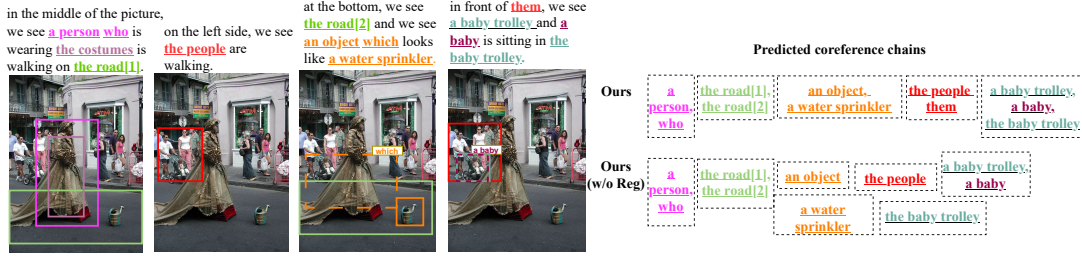 in the middle of the picture,
we see a person who is
wearing the costumes is
walking on the road[1].
on the left side, we see
the people are
walking.
at the bottom, we see
the road[2] and we see
an object which looks
like a water sprinkler.
in front of them, we see
a baby trolley and a
baby is sitting in the
baby trolley.
which
a baby
Predicted coreference chains
Ours
a
person,
who
the road[1],
the road[2]
an object,
a water sprinkler
the people
them
a baby trolley,
a baby,
the baby trolley
Ours
(w/o Reg)
a
person,
who
the road[1],
the road[2]
an object
a water
sprinkler
the people
a baby trolley,
a baby
the baby trolley